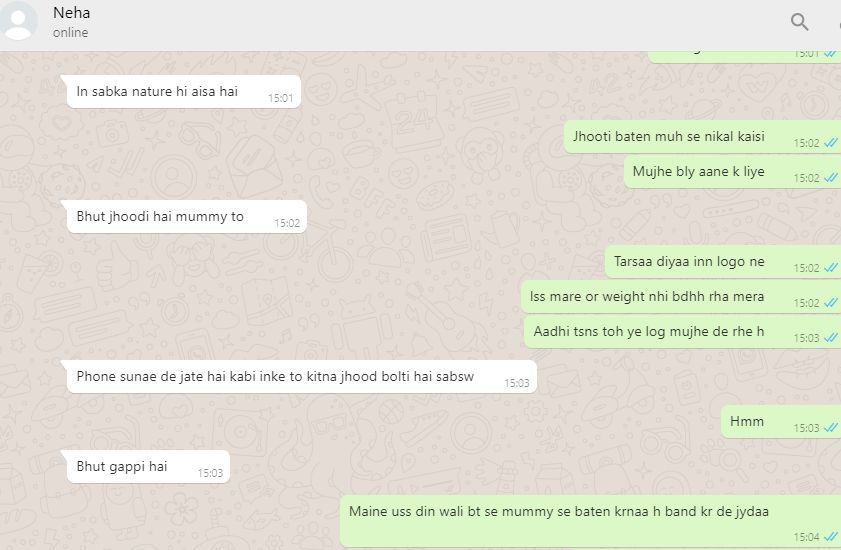 Neha
online
15:01
In sabka nature hi aisa hai 15:01
Jhooti baten muh se nikal kaisi 15:02
Mujhe bly aane k liye 15:02
Bhut jhoodi hai mummy to 15:02
Tarsaa diyaa inn logo ne 15:02
Iss mare or weight nhi bdhh rha mera 15:02
Aadhi tsns toh ye log mujhe de rhe h 15:03
Phone sunae de jate hai kabi inke to kitna jhood bolti hai sabsw 15:03
Hmm 15:03
Bhut gappi hai 15:03
Maine uss din wali bt se mummy se baten krnaa h band kr de jydaa
15:04